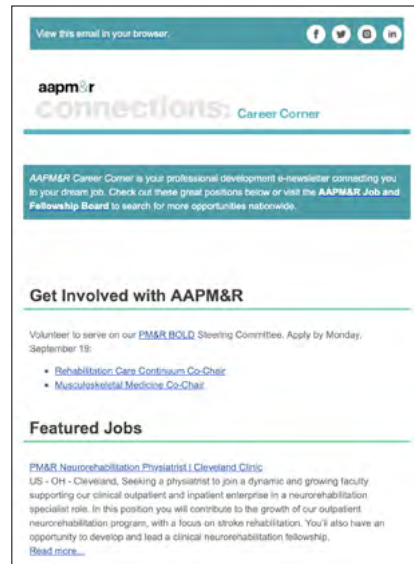 View this email in your browser.
aapm&r
connections: Career Corner
AAPM&R Career Corner is your professional development e-newsletter connecting you
to your dream job. Check out these great positions below or visit the AAPM&R Job and
Fellowship Board to search for more opportunities nationwide.
Get Involved with AAPM&R
Volunteer to serve on our PM&R BOLD Steering Committee. Apply by Monday,
September 19:
• Rehabilitation Care Continuum Co-Chair
• Musculoskeletal Medicine Co-Chair
Featured Jobs
PM&R Neurorehabilitation Physiatrist | Cleveland Clinic
US - OH - Cleveland, Seeking a physiatrist to join a dynamic and growing faculty
supporting our clinical outpatient and inpatient enterprise in a neurorehabilitation
specialist role. In this position you will contribute to the growth of our outpatient
neurorehabilitation program, with a focus on stroke rehabilitation. You'll also have an
opportunity to develop and lead a clinical neurorehabilitation fellowship.
Read more...